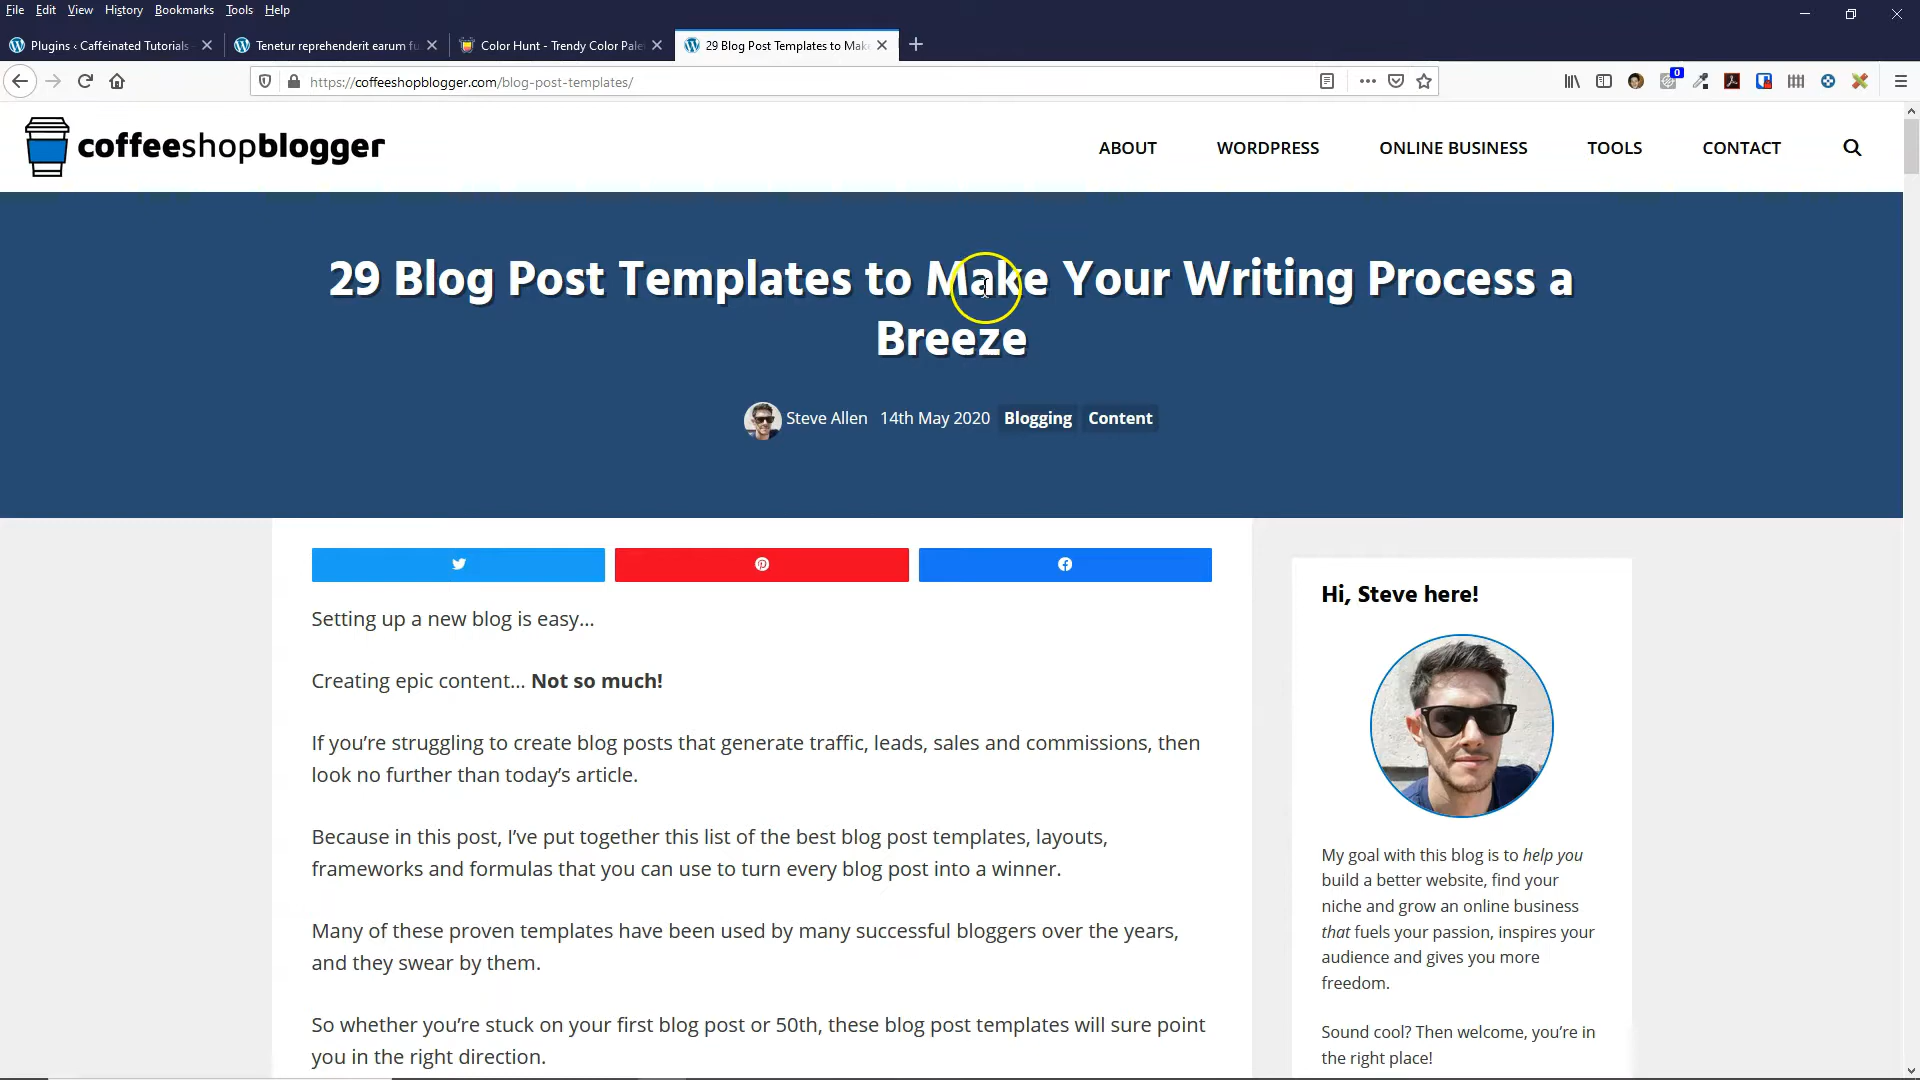 File Edit View History Bookmarks Tools Help
Plugins ‹ Caffeinated Tutorials
Tenetur reprehenderit earum fu
Color Hunt - Trendy Color Pale
29 Blog Post Templates to Make
https://coffeeshopblogger.com/blog-post-templates/
0
coffeeshopblogger
ABOUT WORDPRESS ONLINE BUSINESS TOOLS CONTACT
29 Blog Post Templates to Make Your Writing Process a
Breeze
Steve Allen 14th May 2020 Blogging Content
Setting up a new blog is easy…
Creating epic content… Not so much!
If you’re struggling to create blog posts that generate traffic, leads, sales and commissions, then
look no further than today’s article.
Because in this post, I’ve put together this list of the best blog post templates, layouts,
frameworks and formulas that you can use to turn every blog post into a winner.
Many of these proven templates have been used by many successful bloggers over the years,
and they swear by them.
So whether you’re stuck on your first blog post or 50th, these blog post templates will sure point
you in the right direction.
Hi, Steve here!
My goal with this blog is to help you
build a better website, find your
niche and grow an online business
that fuels your passion, inspires your
audience and gives you more
freedom.
Sound cool? Then welcome, you’re in
the right place!